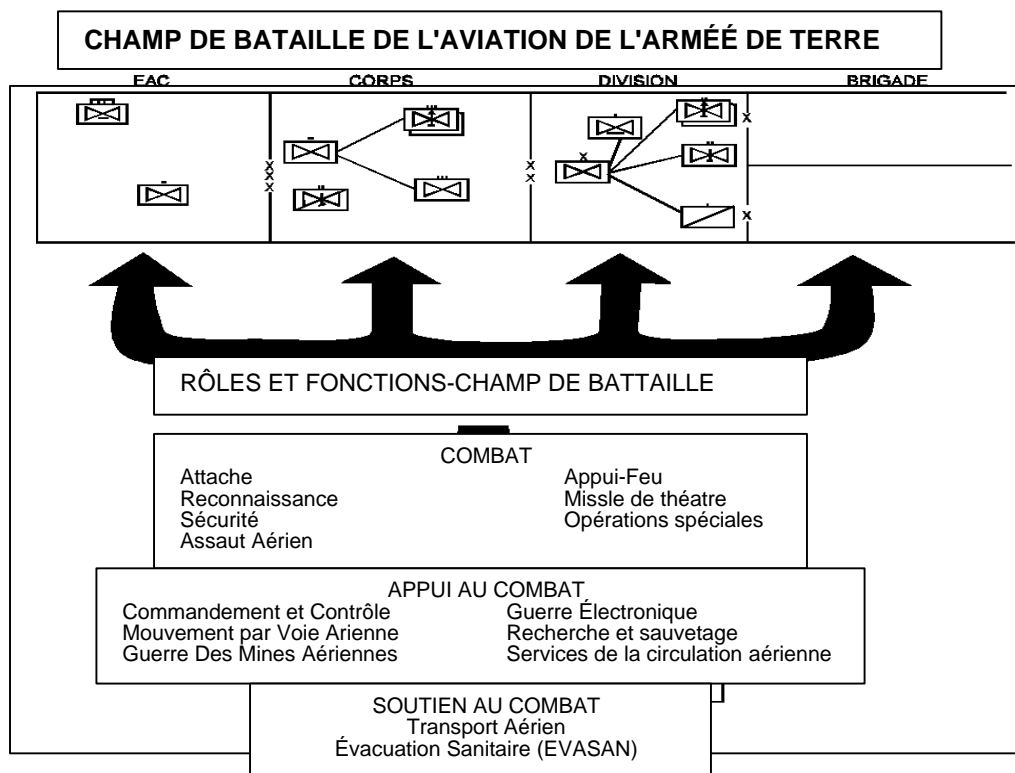 CHAMP DE BATAILLE DE L'AVIATION DE L'ARMÉÉ DE TERRE
EAC CORPS DIVISION BRIGADE
RÔLES ET FONCTIONS-CHAMP DE BATTAILLE
COMBAT
Attache Appui-Feu
Reconnaissance Missle de théatre
Sécurité Opérations spéciales
Assaut Aérien
APPUI AU COMBAT
Commandement et Contrôle Guerre Électronique
Mouvement par Voie Arienne Recherche et sauvetage
Guerre Des Mines Aériennes Services de la circulation aérienne
SOUTIEN AU COMBAT
Transport Aérien
Évacuation Sanitaire (EVASAN)